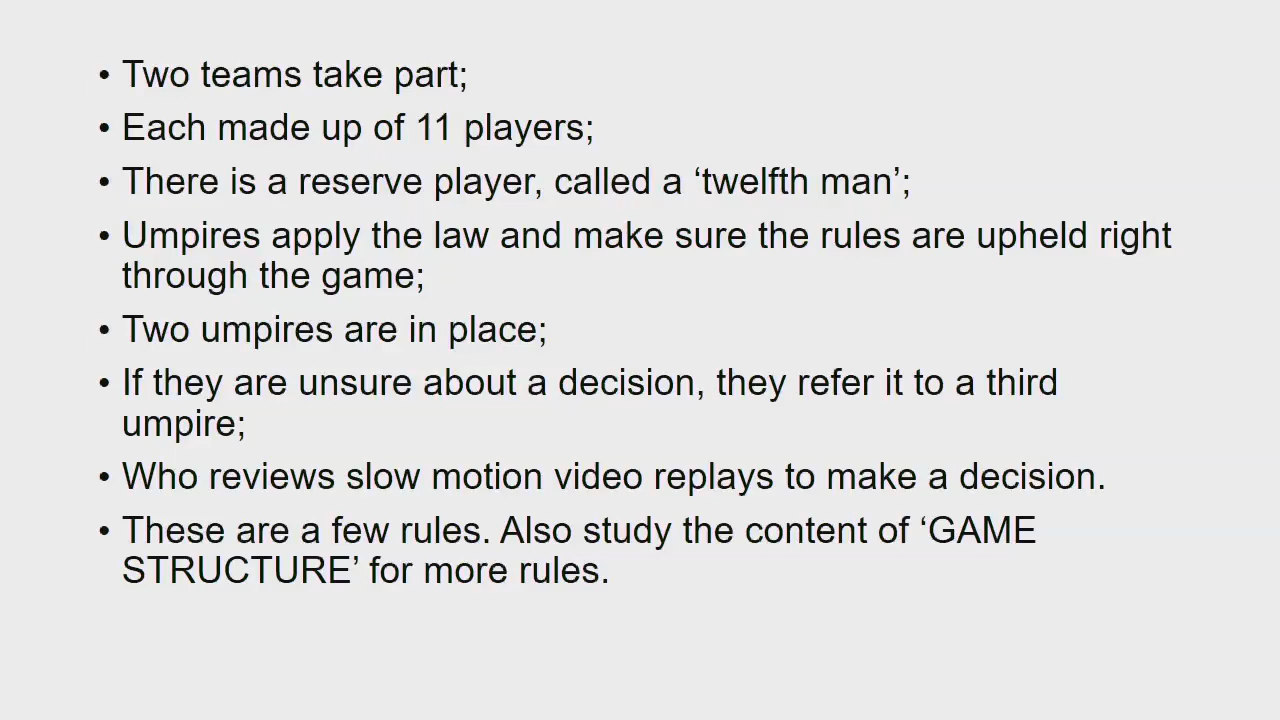 • Two teams take part;
• Each made up of 11 players;
• There is a reserve player, called a ‘twelfth man’;
• Umpires apply the law and make sure the rules are upheld right
through the game;
• Two umpires are in place;
• If they are unsure about a decision, they refer it to a third
umpire;
• Who reviews slow motion video replays to make a decision.
• These are a few rules. Also study the content of ‘GAME
STRUCTURE’ for more rules.